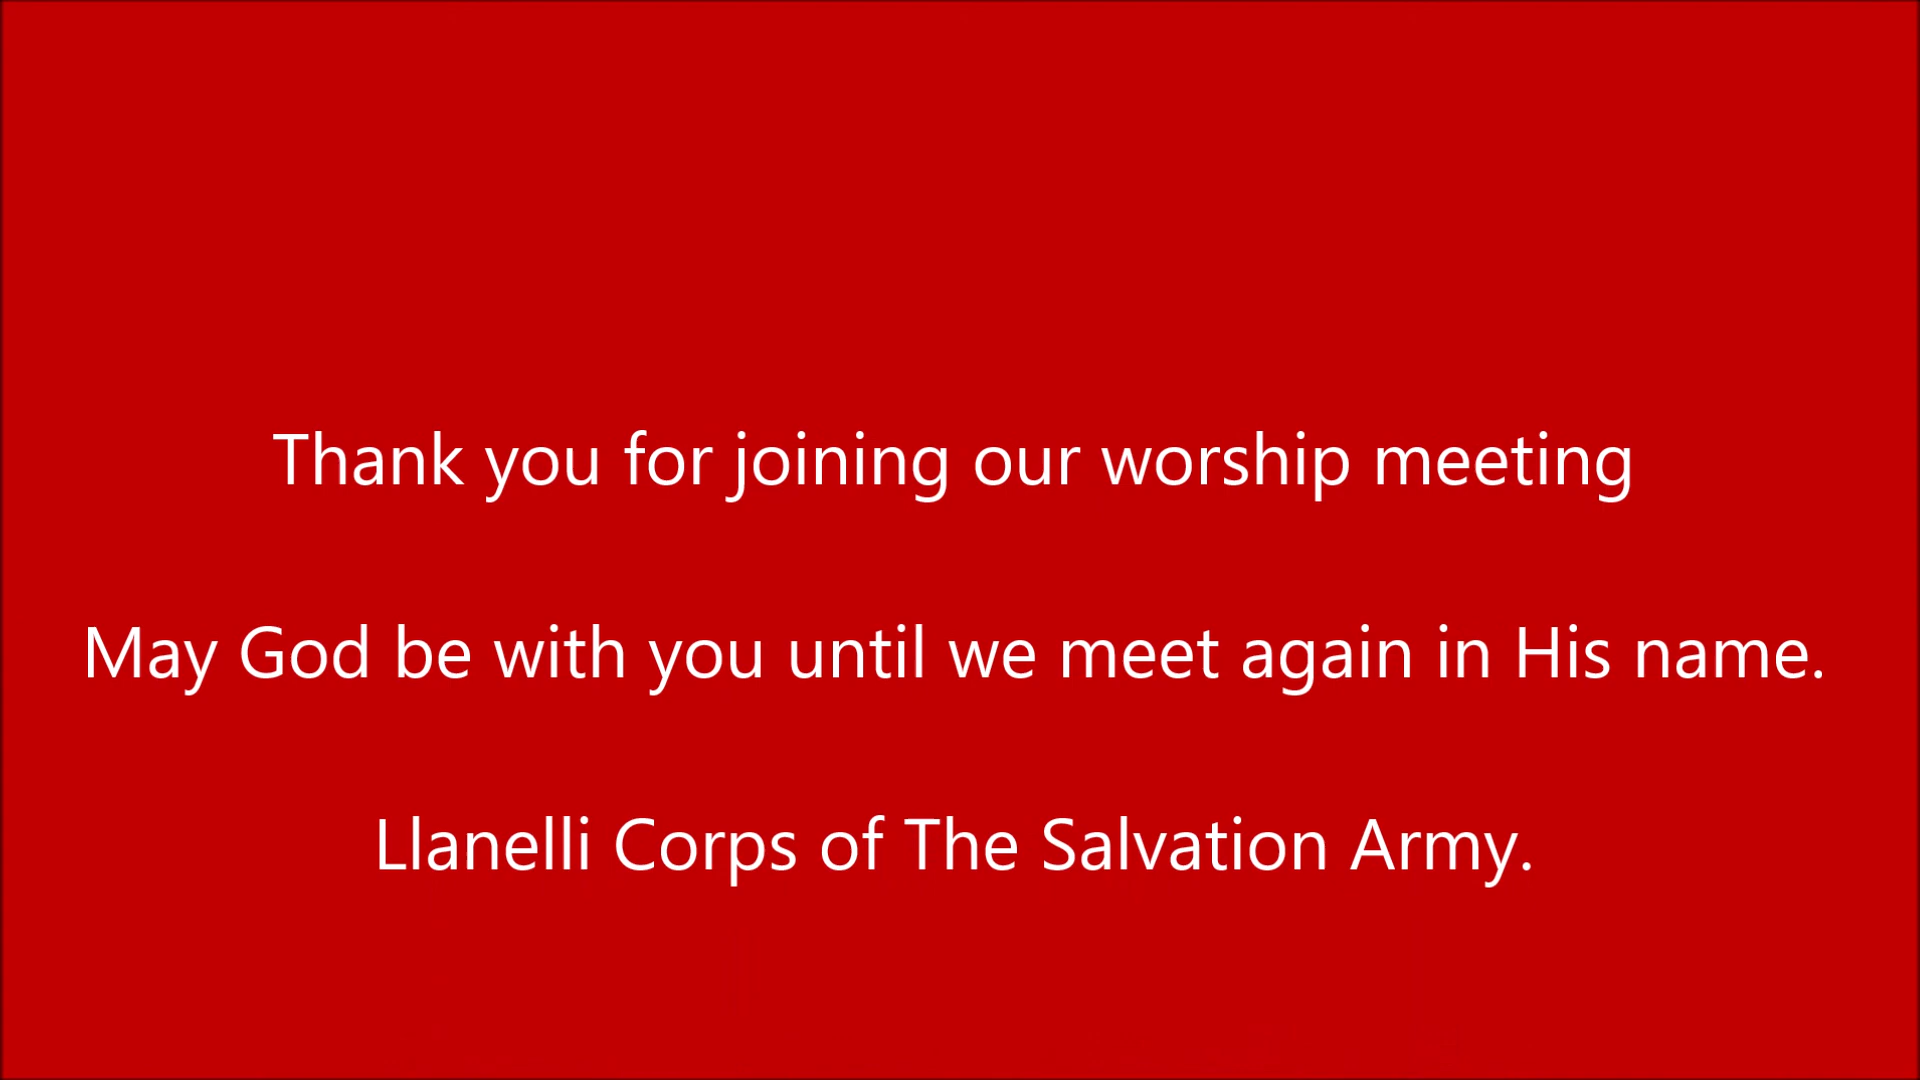 Thank you for joining our worship meeting
May God be with you until we meet again in His name.
Llanelli Corps of The Salvation Army.